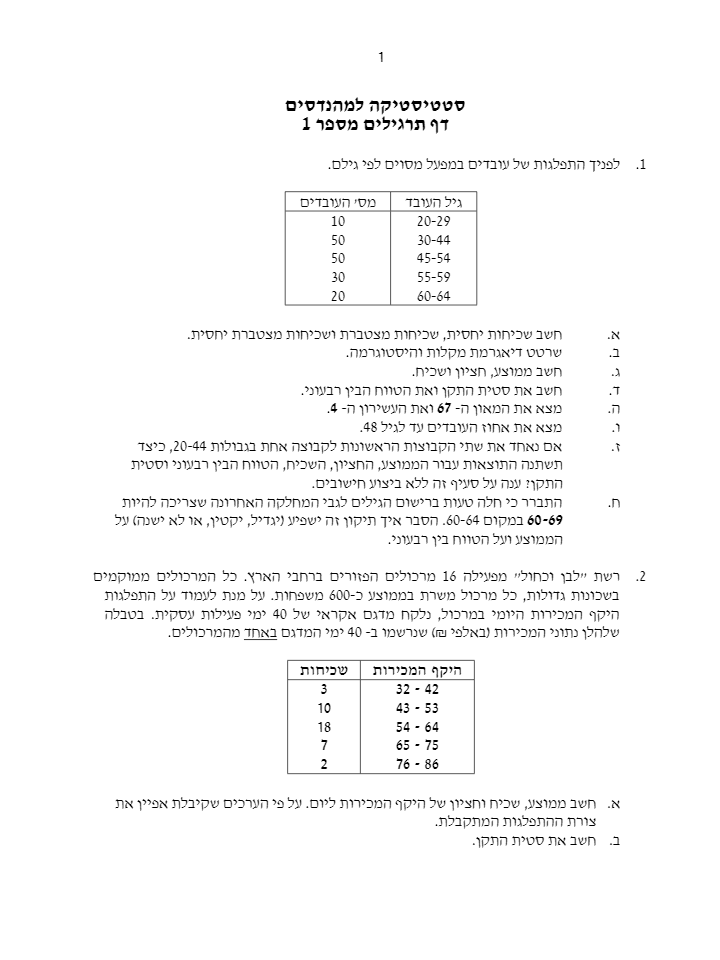 1
סטטיסטיקה למהנדסים
דף תרגילים מספר 1
1. לפניך התפלגות של עובדים במפעל מסוים לפי גילם.
גיל העובד מס׳ העובדים
20-29 10
30-44 50
45-54 50
55-59 30
60-64 20
א. חשב שכיחות יחסית, שכיחות מצטברת ושכיחות מצטברת יחסית.
ב. שרטט דיאגרמת מקלות והיסטוגרמה.
ג. חשב ממוצע, חציון ושכיח.
ד. חשב את סטית התקן ואת הטווח הבין רבעוני.
ה. מצא את המאון ה- 67 ואת העשירון ה- 4.
ו. מצא את אחוז העובדים עד לגיל 48.
ז. אם נאחד את שתי הקבוצות הראשונות לקבוצה אחת בגבולות 20-44, כיצד
תשתנה התוצאות עבור הממוצע, החציון, השכיח, הטווח הבין רבעוני וסטית
התקן? ענה על סעיף זה ללא ביצוע חישובים.
ח. התברר כי חלה טעות ברישום הגילים לגבי המחלקה האחרונה שצריכה להיות
60-69 במקום 60-64. הסבר איך תיקון זה ישפיע (יגדיל, יקטין, או לא ישנה) על
הממוצע ועל הטווח בין רבעוני.
2. רשת ״לבן וכחול״ מפעילה 16 מרכולים הפזורים ברחבי הארץ. כל המרכולים ממוקמים
בשכונות גדולות, כל מרכול משרת בממוצע כ-600 משפחות. על מנת לעמוד על התפלגות
היקף המכירות היומי במרכול, נלקח מדגם אקראי של 40 ימי פעילות עסקית. בטבלה
שלהלן נתוני המכירות (באלפי ₪) שנרשמו ב- 40 ימי המדגם באחד מהמרכולים.
היקף המכירות שכיחות
32 - 42 3
43 - 53 10
54 - 64 18
65 - 75 7
76 - 86 2
א. חשב ממוצע, שכיח וחציון של היקף המכירות ליום. על פי הערכים שקיבלת אפיין את
צורת ההתפלגות המתקבלת.
ב. חשב את סטית התקן.